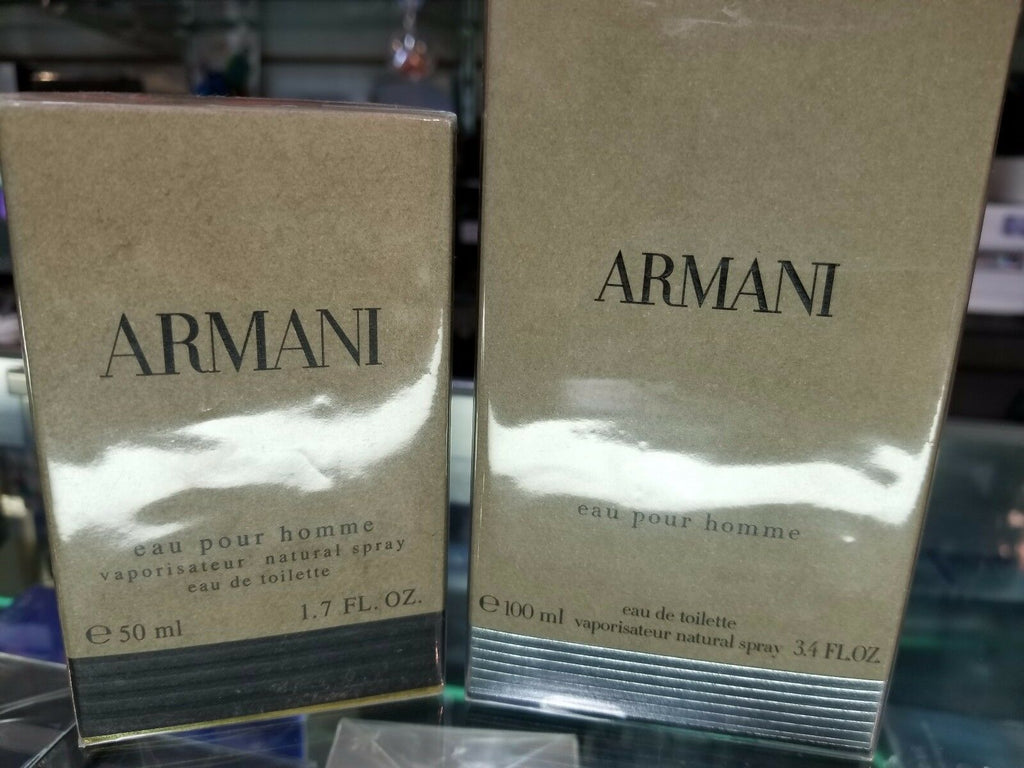 ARMANI
eau pour homme
vaporisateur natural spray
eau de toilette
1.7 FL. OZ.
e 50 ml
ARMANI
eau pour homme
e 100 ml
eau de toilette
vaporisateur natural spray
3.4 FL.OZ.